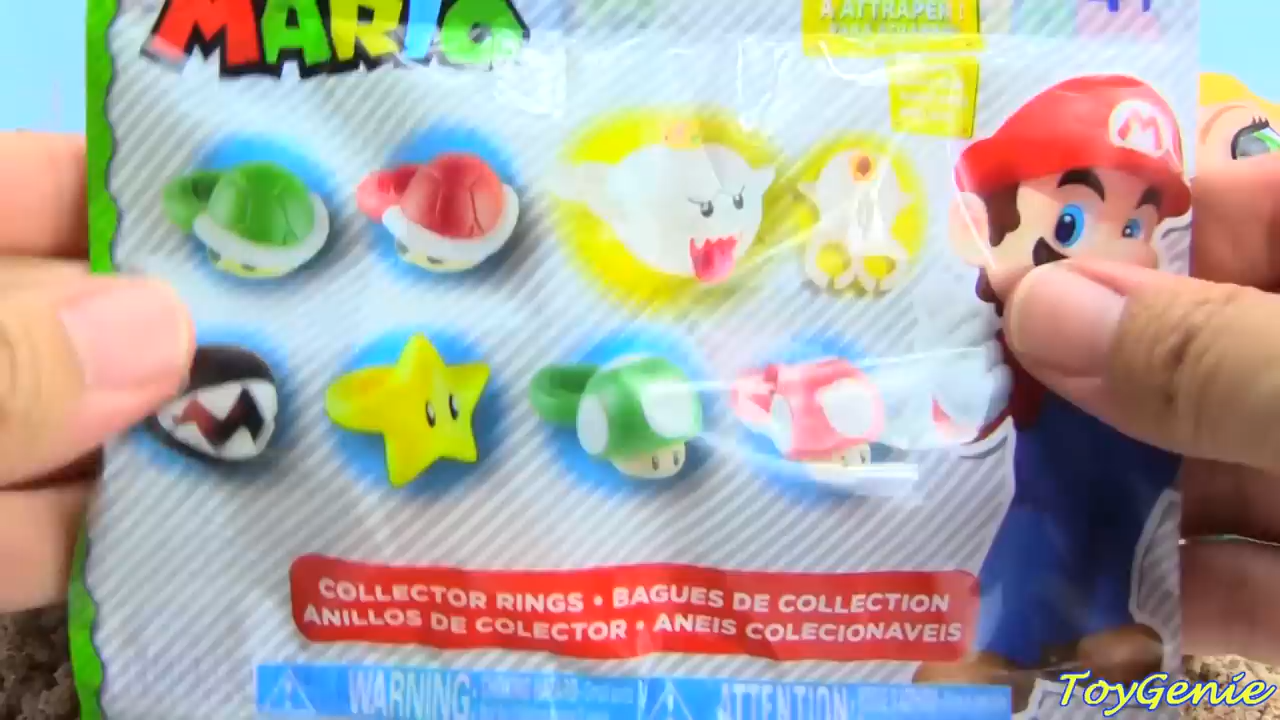 MARIO
À ATTRAPER !
M
COLLECTOR RINGS • BAGUES DE COLLECTION
ANILLOS DE COLECTOR • ANEIS COLECIONAVEIS
WARNING:
ATTENTION:
ToyGenie